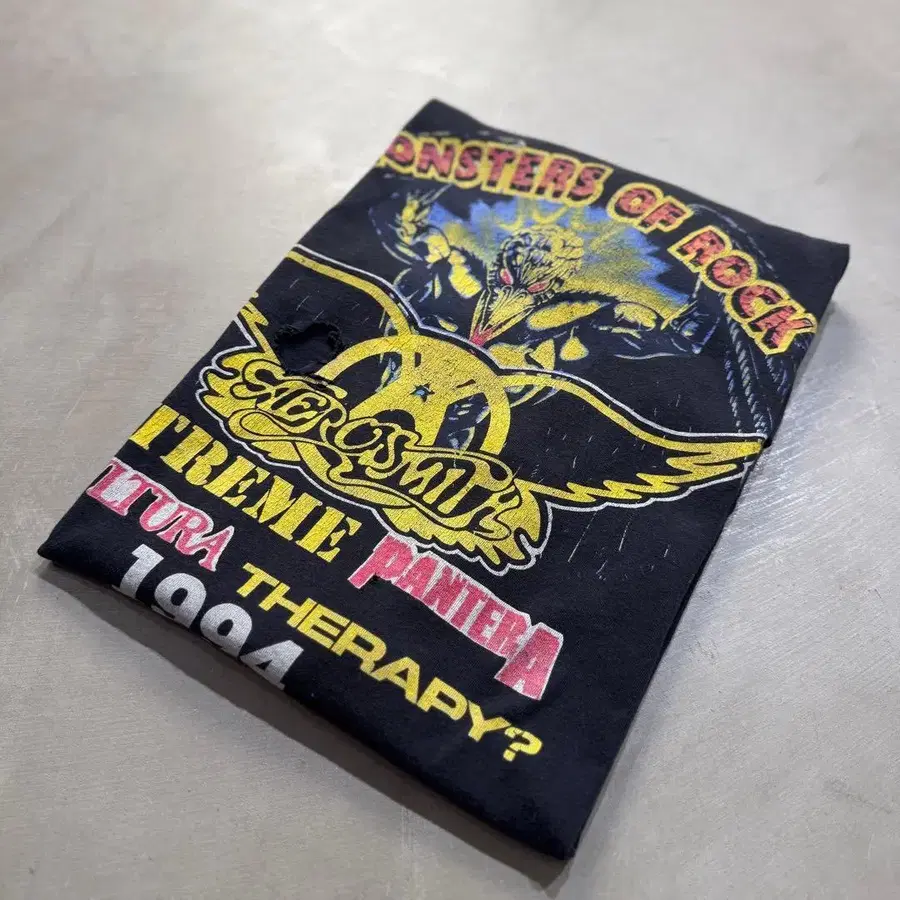 ONSTERS OF ROCK
AEROSMITH
TREME PANTERA
LTURA THERAPY?
1994